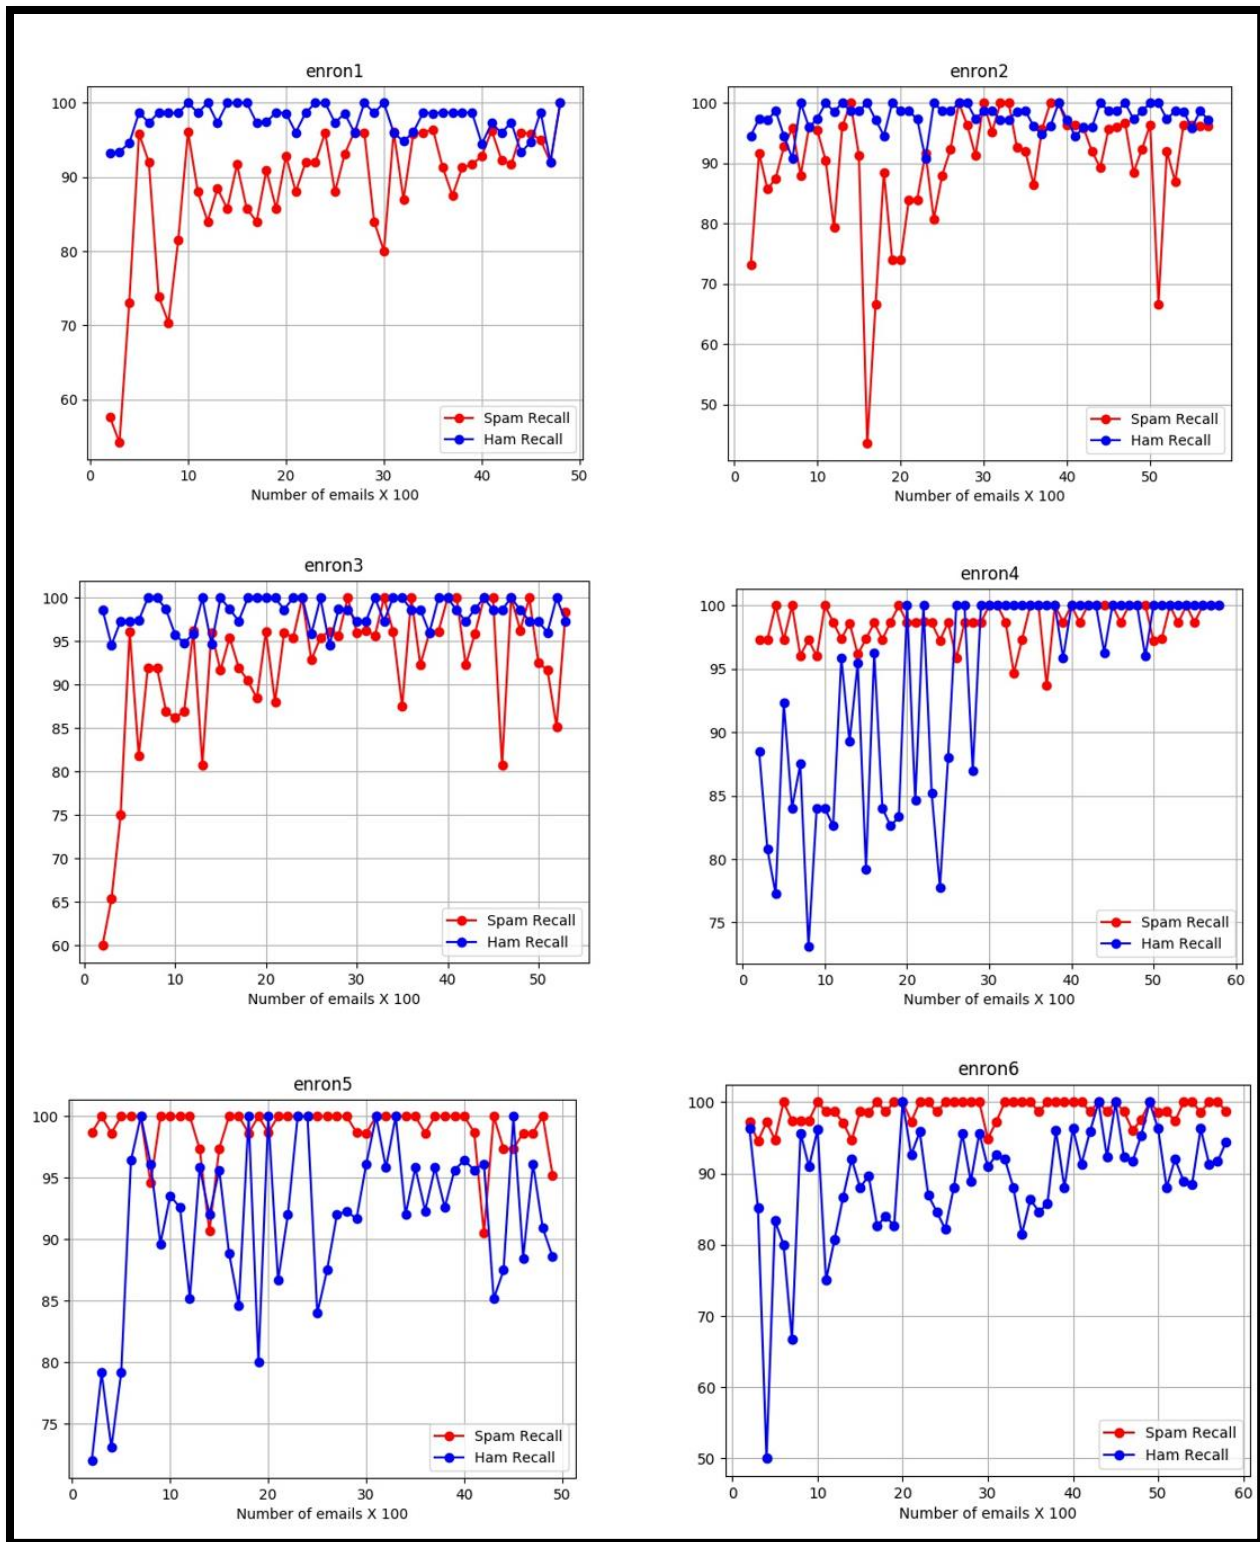 enron1
100
90
80
70
60
Spam Recall
Ham Recall
0 10 20 30 40 50
Number of emails X 100
enron2
100
90
80
70
60
50
Spam Recall
Ham Recall
0 10 20 30 40 50
Number of emails X 100
enron3
100
95
90
85
80
75
70
65
60
Spam Recall
Ham Recall
0 10 20 30 40 50
Number of emails X 100
enron4
100
95
90
85
80
75
Spam Recall
Ham Recall
0 10 20 30 40 50 60
Number of emails X 100
enron5
100
95
90
85
80
75
Spam Recall
Ham Recall
0 10 20 30 40 50
Number of emails X 100
enron6
100
90
80
70
60
50
Spam Recall
Ham Recall
0 10 20 30 40 50 60
Number of emails X 100